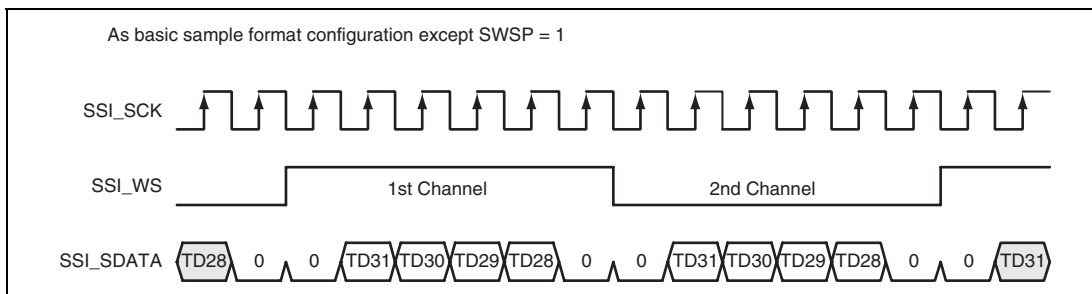 As basic sample format configuration except SWSP = 1
SSI_SCK
SSI_WS 1st Channel 2nd Channel
SSI_SDATA TD28 0 0 TD31 TD30 TD29 TD28 0 0 TD31 TD30 TD29 TD28 0 0 TD31